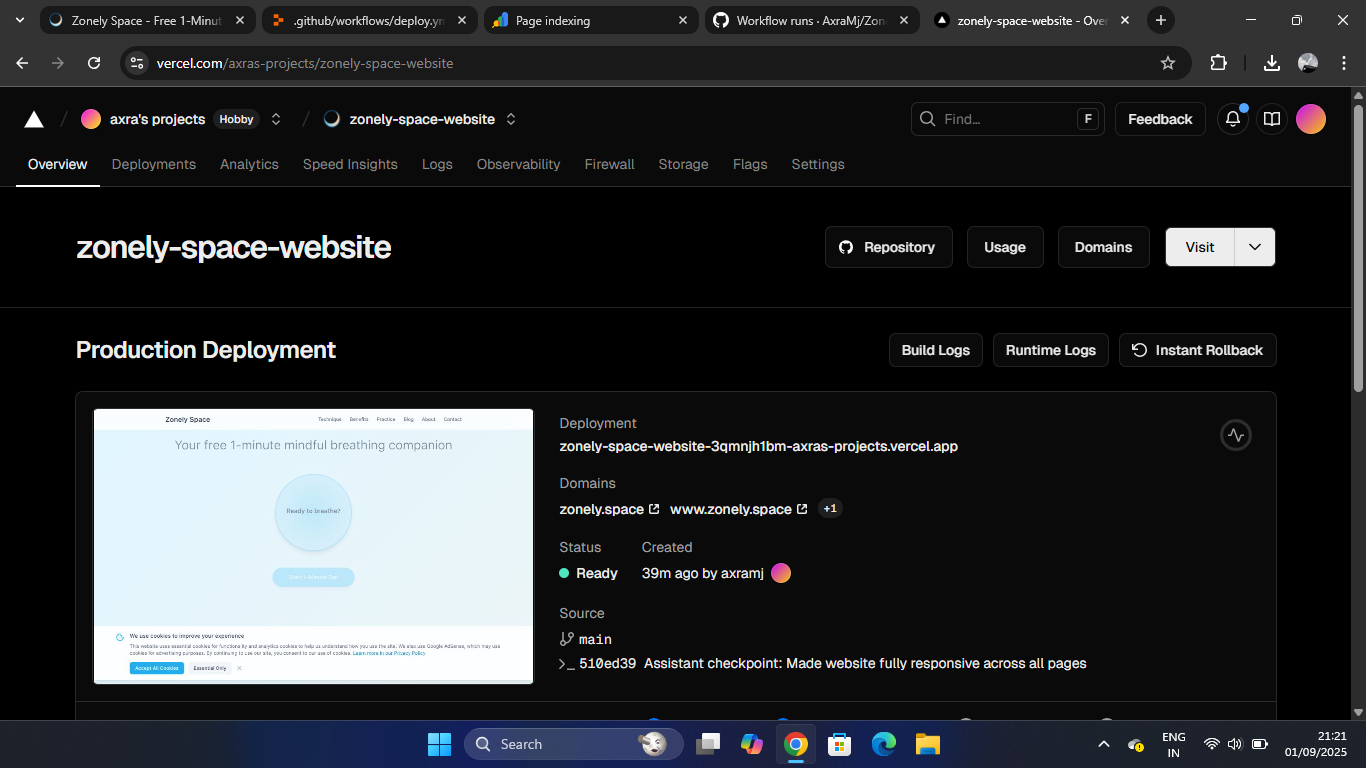 Zonely Space - Free 1-Minut
.github/workflows/deploy.yn
Page indexing
Workflow runs · AxraMj/Zon
zonely-space-website - Over
vercel.com/axras-projects/zonely-space-website
axra's projects Hobby
zonely-space-website
Find... F
Feedback
Overview Deployments Analytics Speed Insights Logs Observability Firewall Storage Flags Settings
zonely-space-website
Repository Usage Domains Visit
Production Deployment
Build Logs Runtime Logs Instant Rollback
Zonely Space
Technique Benefits Practice Blog About Contact
Your free 1-minute mindful breathing companion
Ready to breathe?
We use cookies to improve your experience
This website uses essential cookies for functionality and analytics cookies to help us understand how you use the site. We also use Google AdSense, which may use
cookies for advertising purposes. By continuing to use our site, you consent to our use of cookies. Learn more in our Privacy Policy
Accept All Cookies Essential Only
Deployment
zonely-space-website-3qmnjh1bm-axras-projects.vercel.app
Domains
zonely.space www.zonely.space +1
Status Created
Ready 39m ago by axramj
Source
main
510ed39 Assistant checkpoint: Made website fully responsive across all pages
Search
ENG
IN
21:21
01/09/2025